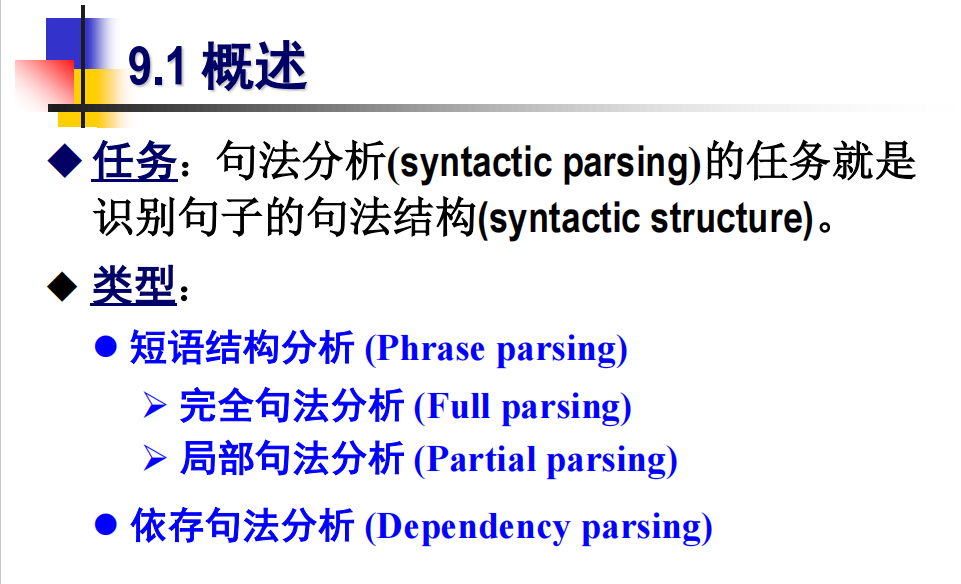 9.1 概述
任务：句法分析(syntactic parsing)的任务就是
识别句子的句法结构(syntactic structure)。
类型：
短语结构分析 (Phrase parsing)
完全句法分析 (Full parsing)
局部句法分析 (Partial parsing)
依存句法分析 (Dependency parsing)